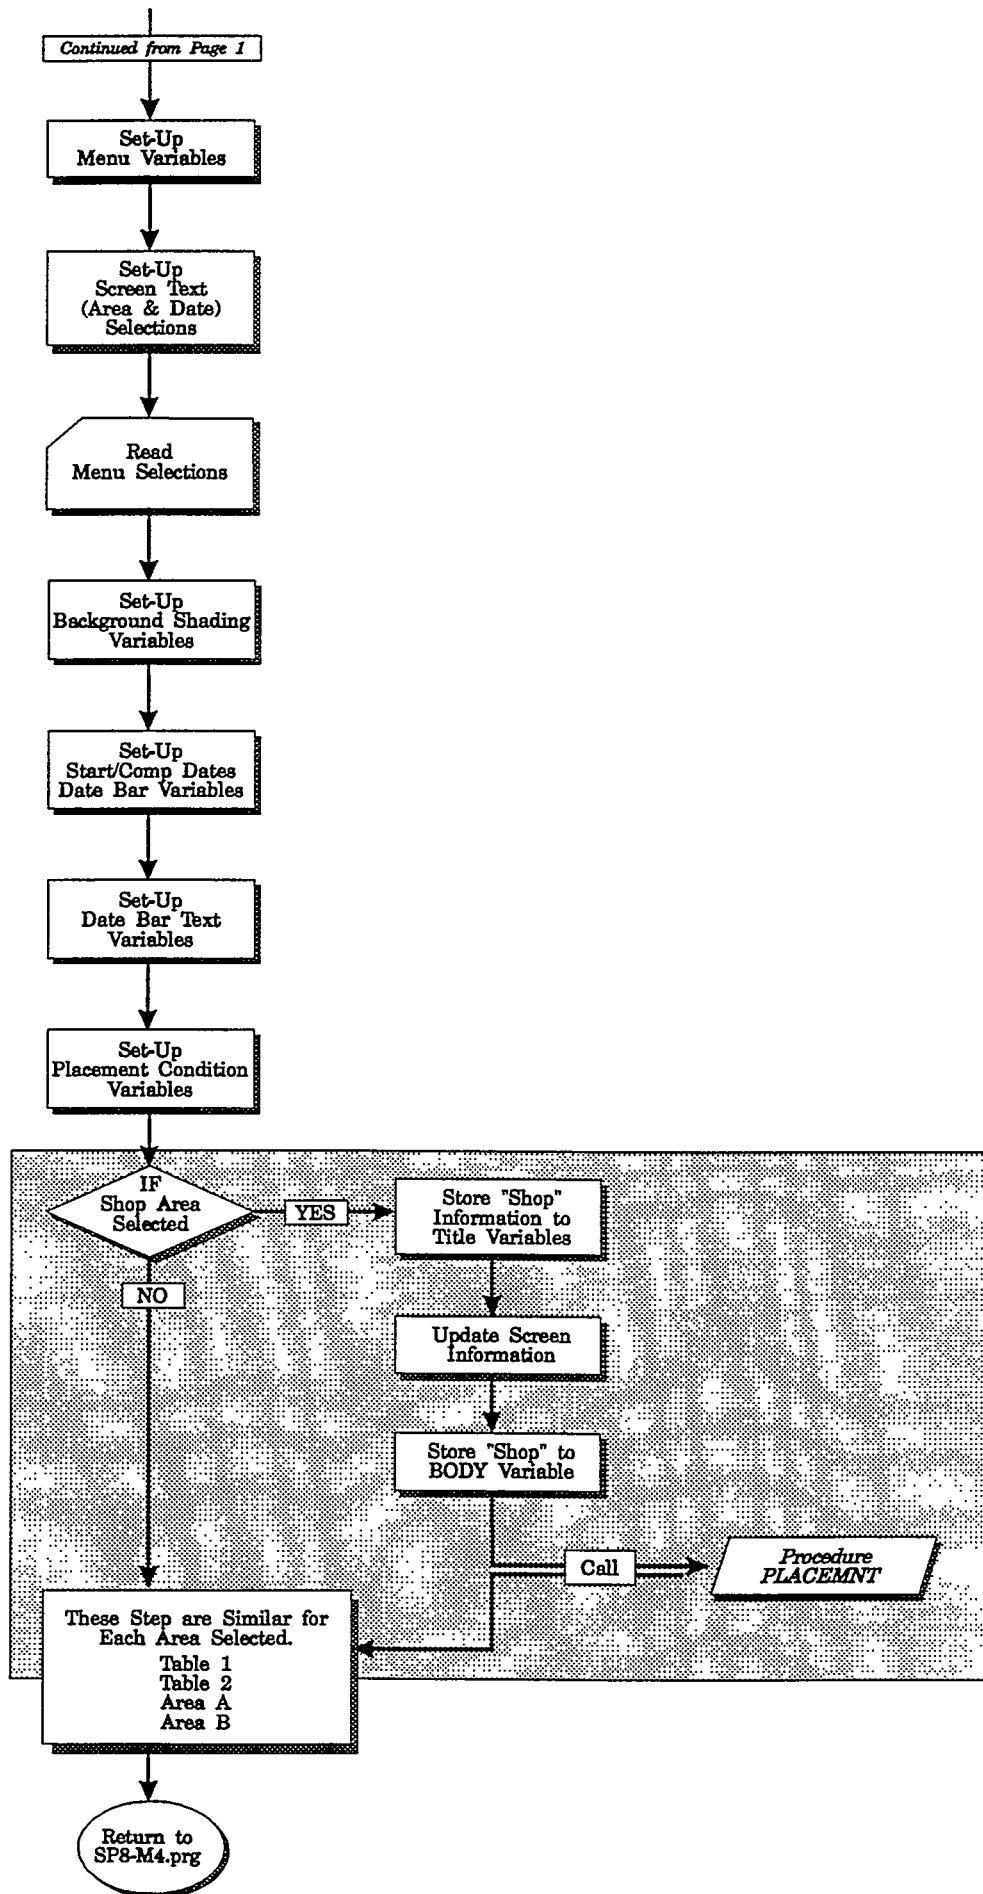 Continued from Page 1
Set-Up
Menu Variables
Set-Up
Screen Text
(Area & Date)
Selections
Read
Menu Selections
Set-Up
Background Shading
Variables
Set-Up
Start/Comp Dates
Date Bar Variables
Set-Up
Date Bar Text
Variables
Set-Up
Placement Condition
Variables
IF
Shop Area
Selected
YES
Store "Shop"
Information to
Title Variables
NO
Update Screen
Information
Store "Shop" to
BODY Variable
Call
Procedure
PLACEMNT
These Step are Similar for
Each Area Selected.
Table 1
Table 2
Area A
Area B
Return to
SP8-M4.prg